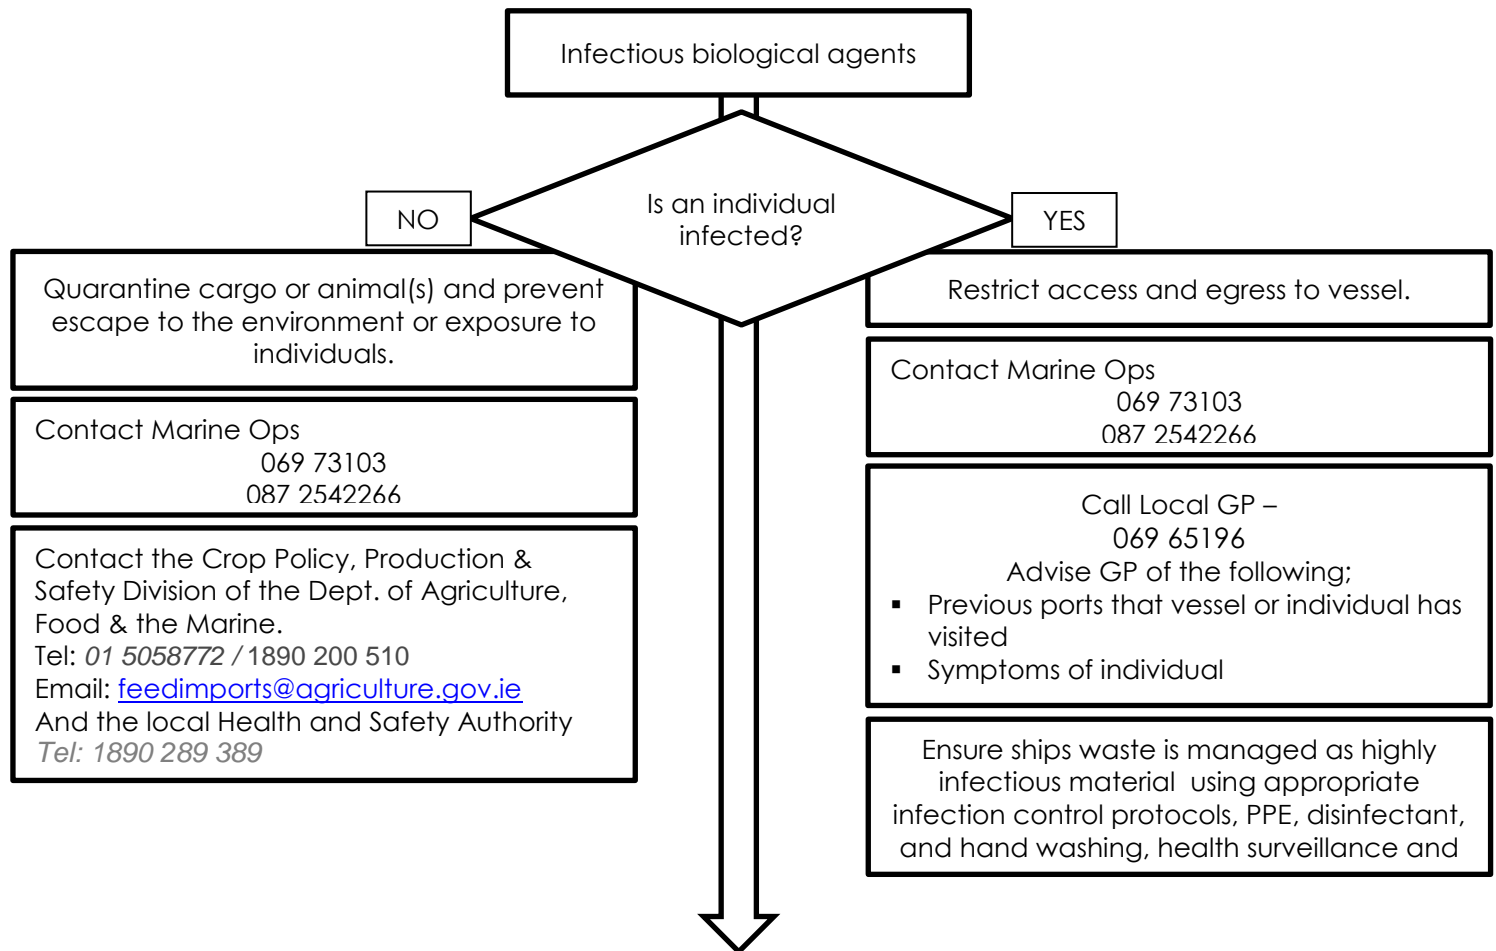 Infectious biological agents
Is an individual
infected?
NO
Quarantine cargo or animal(s) and prevent
escape to the environment or exposure to
individuals.
Contact Marine Ops
069 73103
087 2542266
Contact the Crop Policy, Production &
Safety Division of the Dept. of Agriculture,
Food & the Marine.
Tel: 01 5058772 / 1890 200 510
Email: feedimports@agriculture.gov.ie
And the local Health and Safety Authority
Tel: 1890 289 389
YES
Restrict access and egress to vessel.
Contact Marine Ops
069 73103
087 2542266
Call Local GP –
069 65196
Advise GP of the following;
▪ Previous ports that vessel or individual has
visited
▪ Symptoms of individual
Ensure ships waste is managed as highly
infectious material using appropriate
infection control protocols, PPE, disinfectant,
and hand washing, health surveillance and